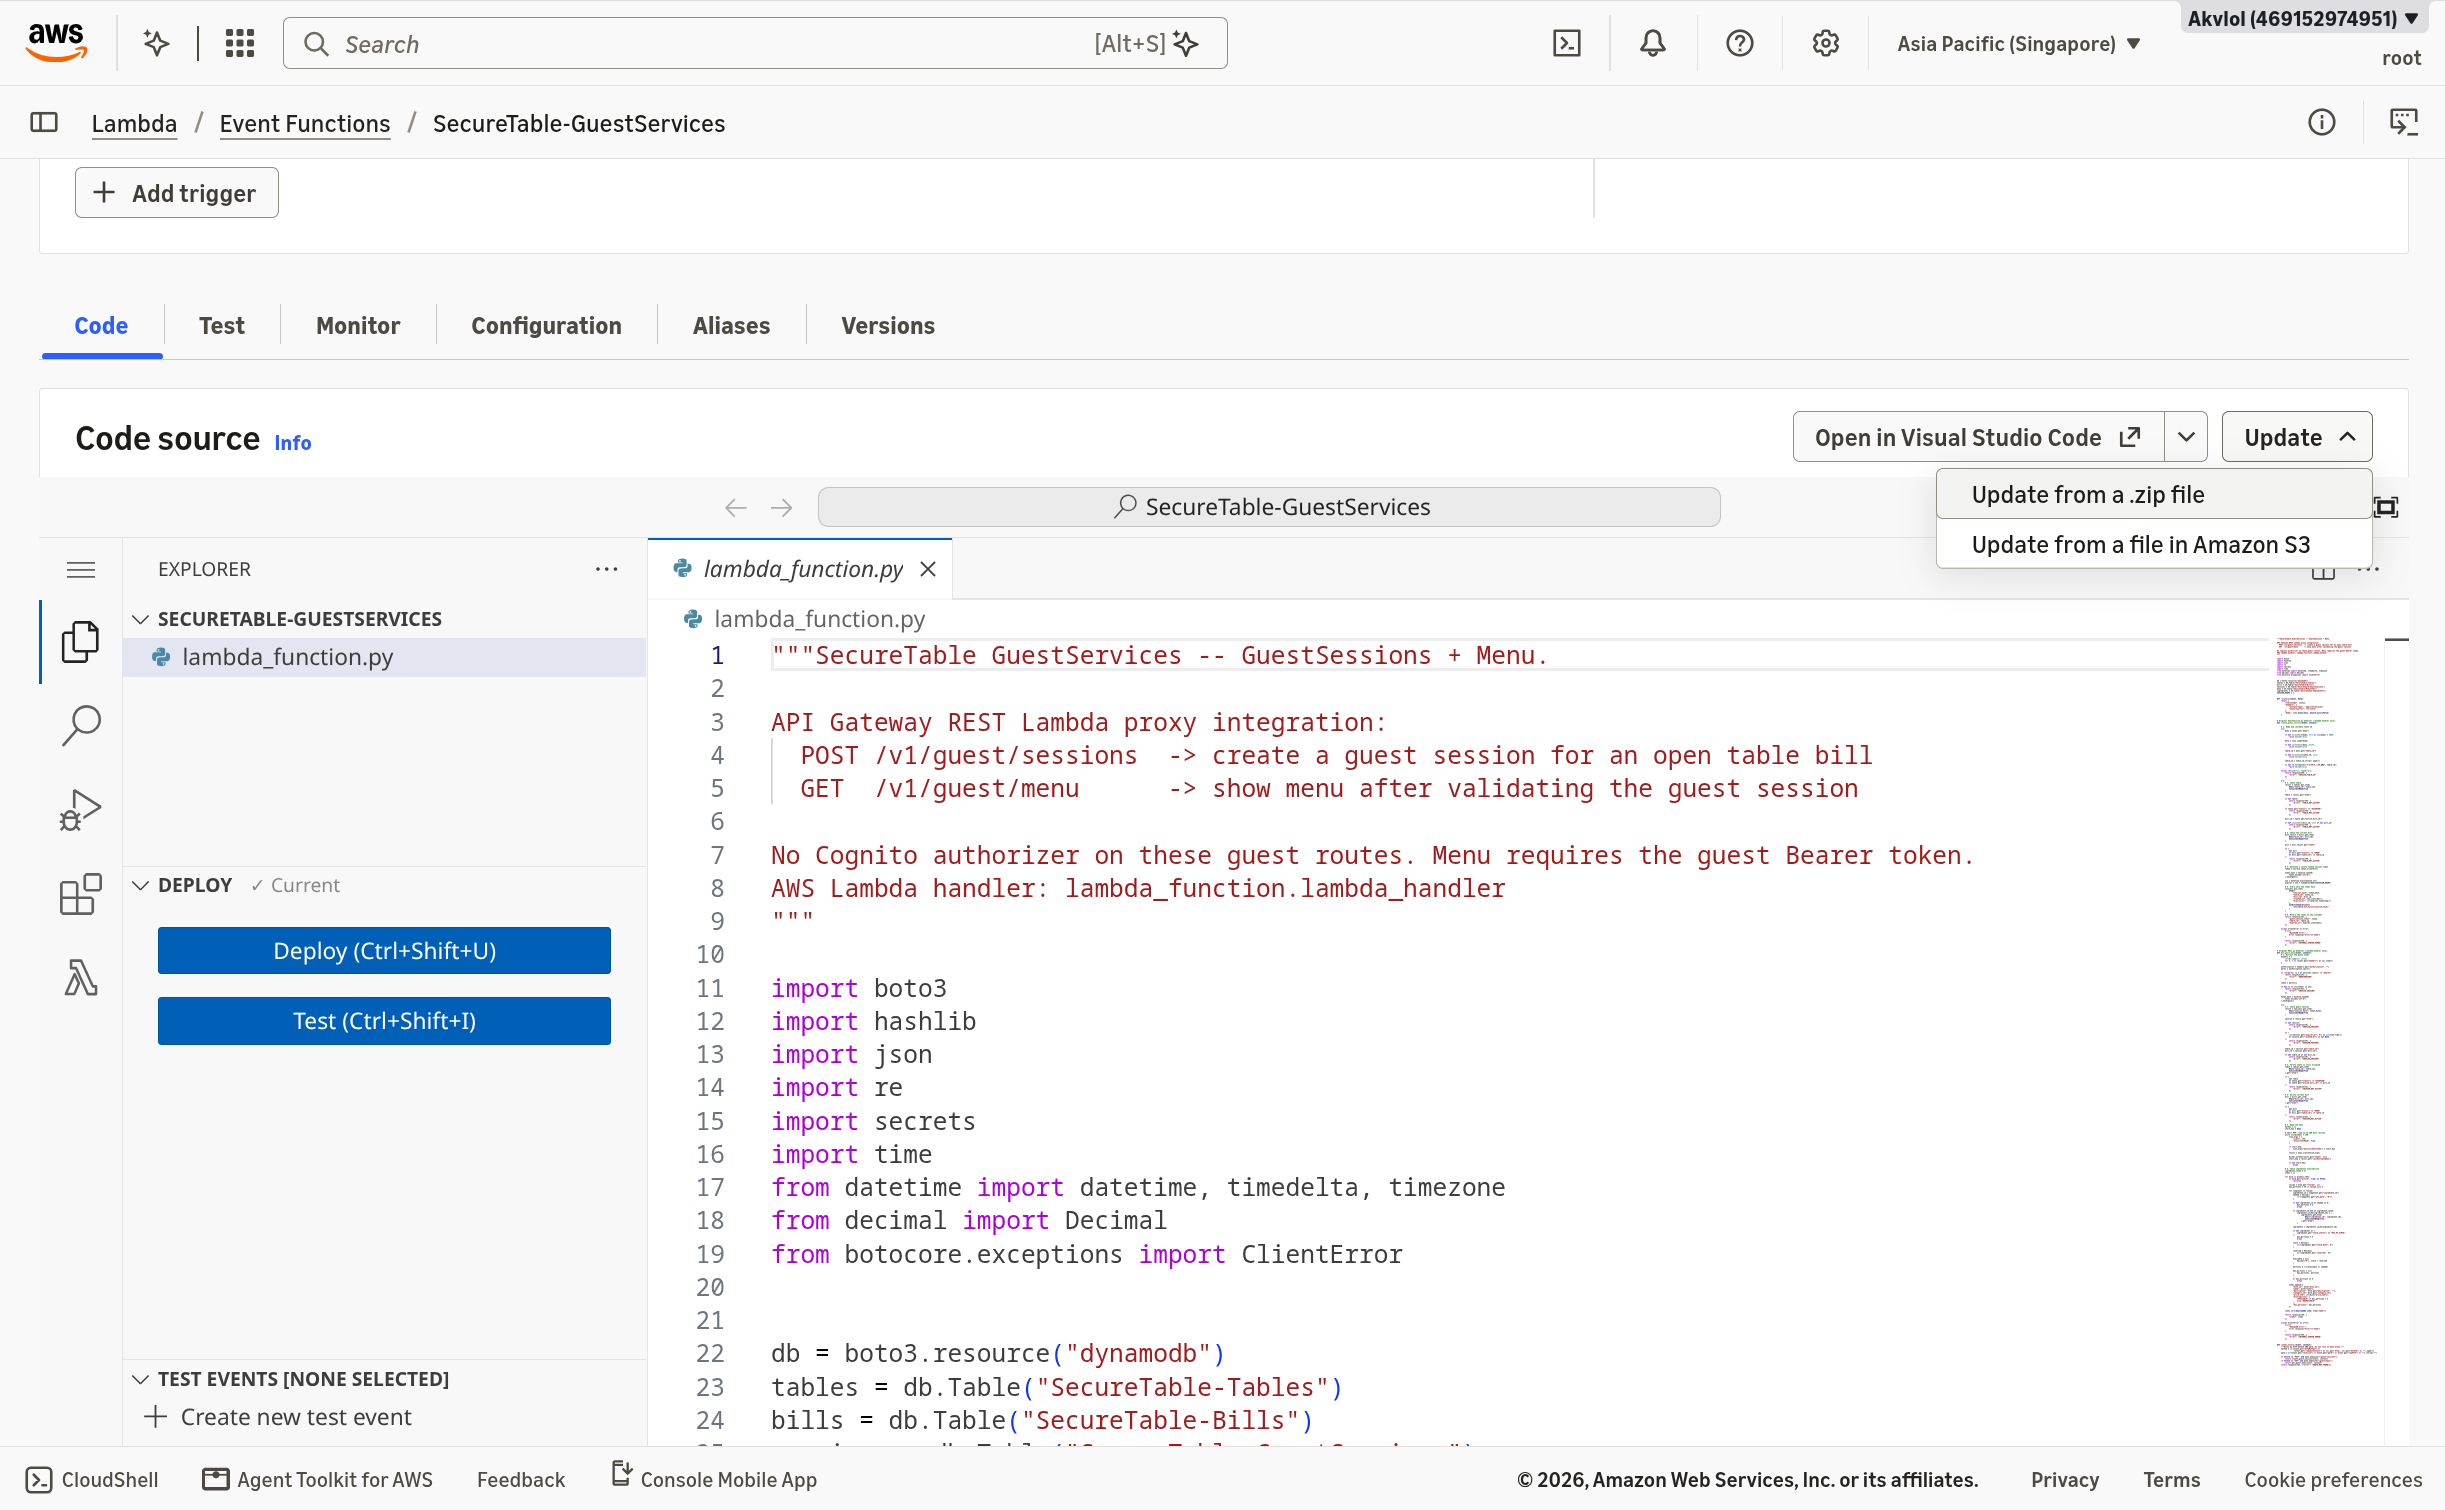 aws
Search
[Alt+S]
Asia Pacific (Singapore)
Akvlol (469152974951)
root
Lambda / Event Functions / SecureTable-GuestServices
Add trigger
Code
Test
Monitor
Configuration
Aliases
Versions
Code source Info
Open in Visual Studio Code
Update
Update from a .zip file
Update from a file in Amazon S3
SecureTable-GuestServices
EXPLORER
SECURETABLE-GUESTSERVICES
lambda_function.py
DEPLOY ✓ Current
Deploy (Ctrl+Shift+U)
Test (Ctrl+Shift+I)
TEST EVENTS [NONE SELECTED]
Create new test event
lambda_function.py
lambda_function.py
1 """SecureTable GuestServices -- GuestSessions + Menu.
2
3 API Gateway REST Lambda proxy integration:
4   POST /v1/guest/sessions  -> create a guest session for an open table bill
5   GET  /v1/guest/menu      -> show menu after validating the guest session
6
7 No Cognito authorizer on these guest routes. Menu requires the guest Bearer token.
8 AWS Lambda handler: lambda_function.lambda_handler
9 """
10
11 import boto3
12 import hashlib
13 import json
14 import re
15 import secrets
16 import time
17 from datetime import datetime, timedelta, timezone
18 from decimal import Decimal
19 from botocore.exceptions import ClientError
20
21
22 db = boto3.resource("dynamodb")
23 tables = db.Table("SecureTable-Tables")
24 bills = db.Table("SecureTable-Bills")
CloudShell
Agent Toolkit for AWS
Feedback
Console Mobile App
© 2026, Amazon Web Services, Inc. or its affiliates.
Privacy
Terms
Cookie preferences